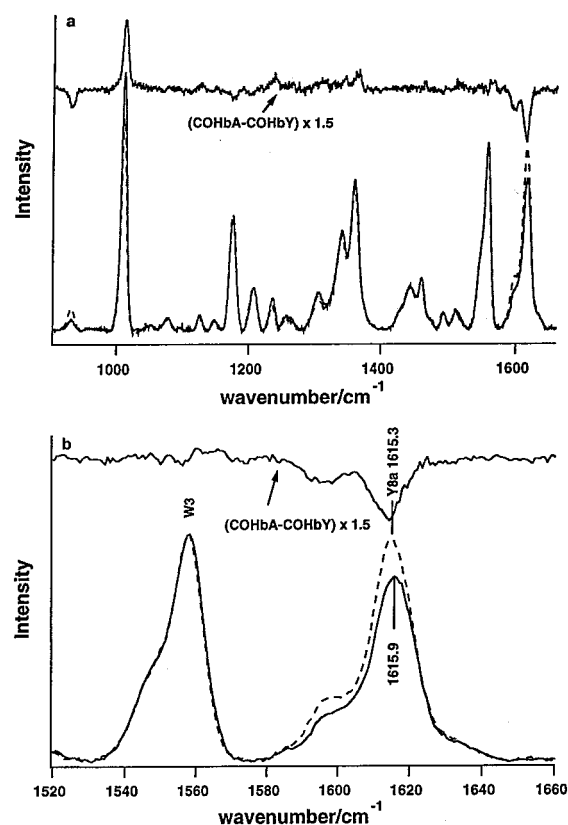 a
(COHbA-COHbY) x 1.5
Intensity
1000 1200 1400 1600
wavenumber/cm-1
b
Y8a 1615.3
W3
(COHbA-COHbY) x 1.5
Intensity
1615.9
1520 1540 1560 1580 1600 1620 1640 1660
wavenumber/cm-1